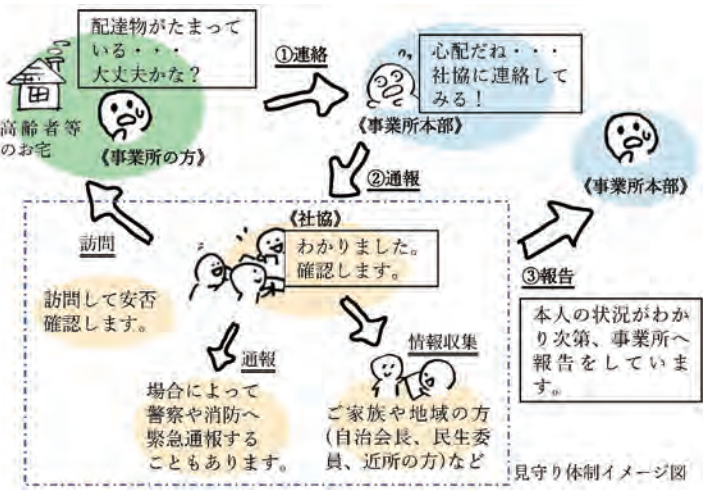 配達物がたまって
いる・・・
大丈夫かな?
①連絡
心配だね・・・
社協に連絡して
みる!
高齢者等
のお宅
《事業所の方》
《事業所本部》
《事業所本部》
②通報
《社協》
わかりました。
確認します。
訪問
訪問して安否
確認します。
③報告
本人の状況がわか
り次第、事業所へ
報告をしていま
す。
通報
場合によって
警察や消防へ
緊急通報する
こともあります。
情報収集
ご家族や地域の方
(自治会長、民生委
員、近所の方)など
見守り体制イメージ図